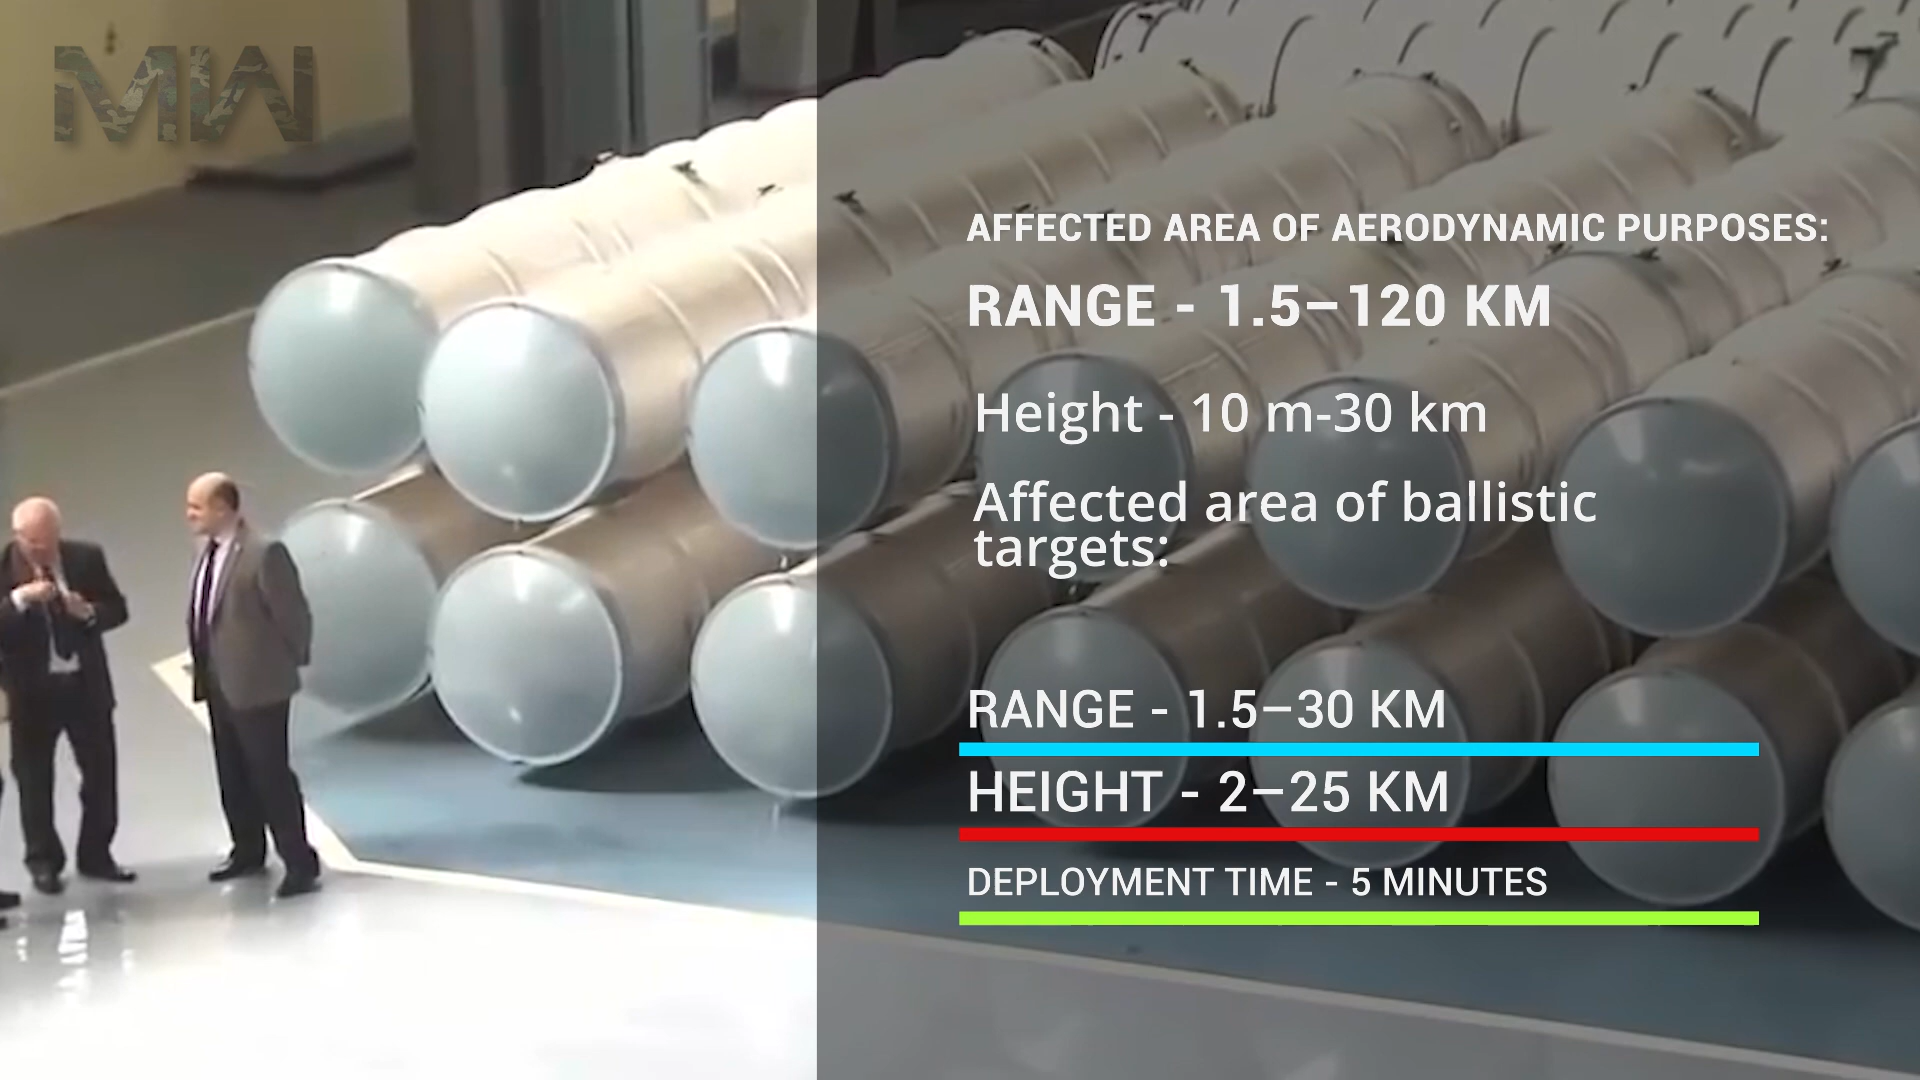 MW
AFFECTED AREA OF AERODYNAMIC PURPOSES:
RANGE - 1.5–120 KM
Height - 10 m-30 km
Affected area of ballistic
targets:
RANGE - 1.5–30 KM
HEIGHT - 2–25 KM
DEPLOYMENT TIME - 5 MINUTES